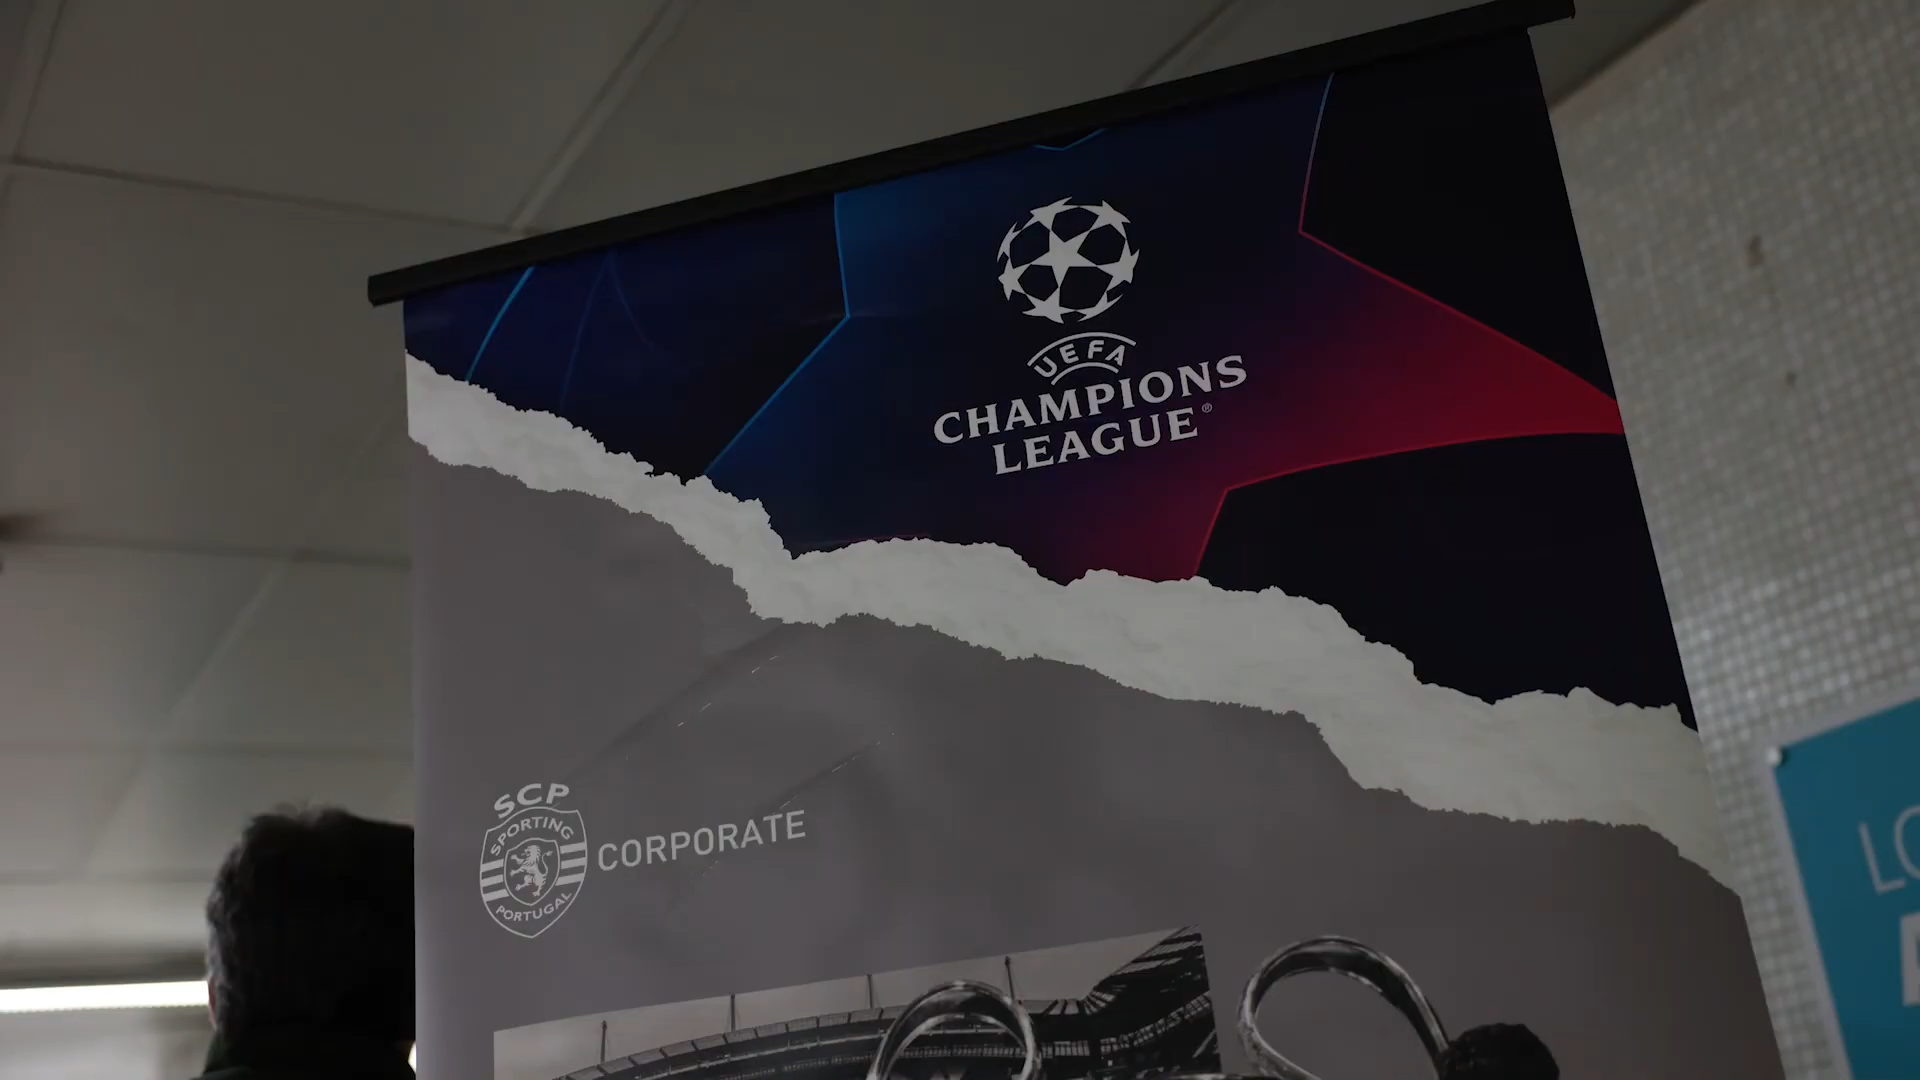 UEFA
CHAMPIONS
LEAGUE®
SCP
SPORTING
PORTUGAL
CORPORATE